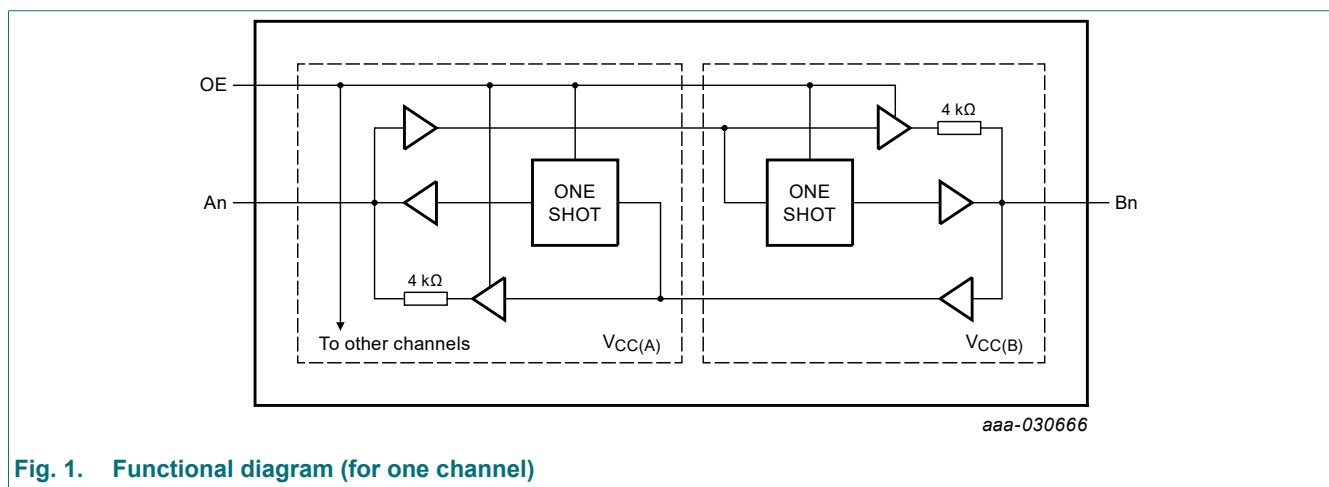 OE
4 kΩ
An
ONE
SHOT
ONE
SHOT
Bn
4 kΩ
To other channels
VCC(A)
VCC(B)
aaa-030666
Fig. 1. Functional diagram (for one channel)